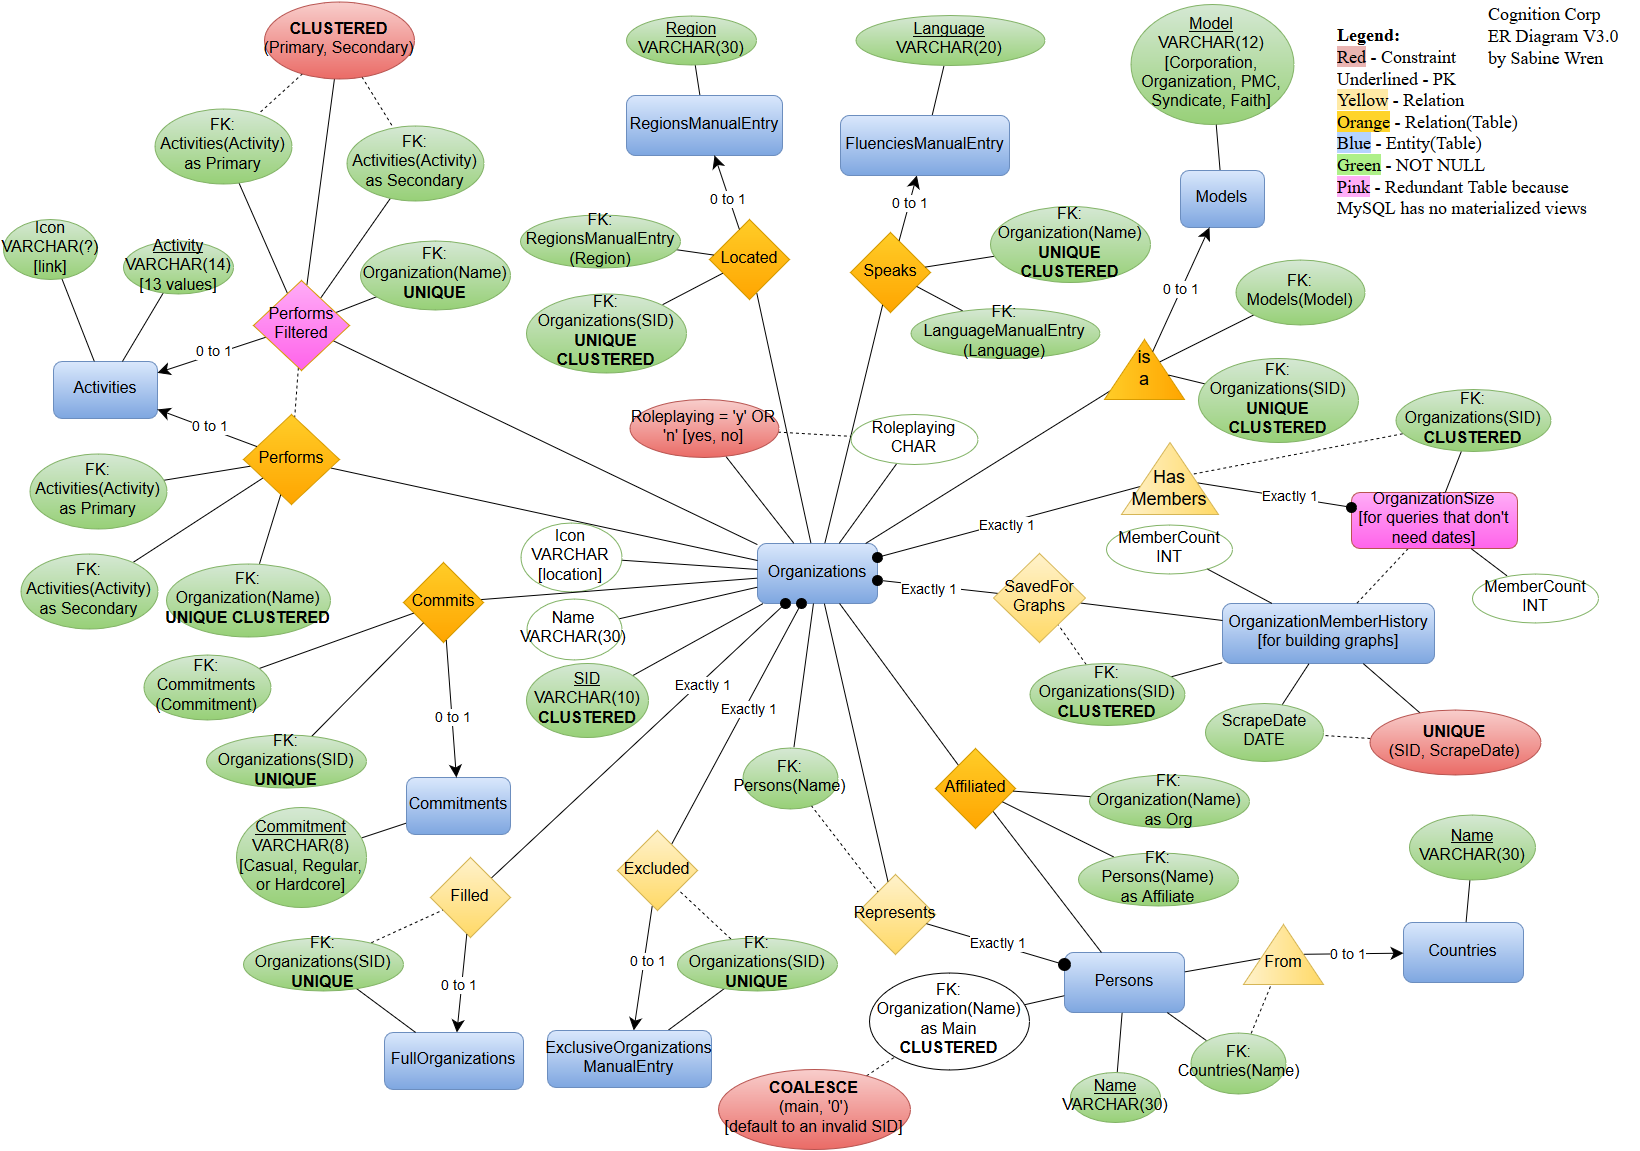 Cognition Corp
ER Diagram V3.0
by Sabine Wren
Legend:
Red - Constraint
Underlined - PK
Yellow - Relation
Orange - Relation(Table)
Blue - Entity(Table)
Green - NOT NULL
Pink - Redundant Table because
MySQL has no materialized views
CLUSTERED
(Primary, Secondary)
FK:
Activities(Activity)
as Primary
FK:
Activities(Activity)
as Secondary
Icon
VARCHAR(?)
[link]
Activity
VARCHAR(14)
[13 values]
FK:
Organization(Name)
UNIQUE
Performs
Filtered
0 to 1
Activities
0 to 1
Performs
FK:
Activities(Activity)
as Primary
FK:
Activities(Activity)
as Secondary
FK:
Organization(Name)
UNIQUE CLUSTERED
Region
VARCHAR(30)
RegionsManualEntry
0 to 1
FK:
RegionsManualEntry
(Region)
Located
FK:
Organizations(SID)
UNIQUE
CLUSTERED
Language
VARCHAR(20)
FluenciesManualEntry
0 to 1
Speaks
FK:
Organization(Name)
UNIQUE
CLUSTERED
FK:
LanguageManualEntry
(Language)
Model
VARCHAR(12)
[Corporation,
Organization, PMC,
Syndicate, Faith]
Models
0 to 1
FK:
Models(Model)
is
a
FK:
Organizations(SID)
UNIQUE
CLUSTERED
Roleplaying = 'y' OR
'n' [yes, no]
Roleplaying
CHAR
FK:
Organizations(SID)
CLUSTERED
Has
Members
Exactly 1
Exactly 1
OrganizationSize
[for queries that don't
need dates]
MemberCount
INT
MemberCount
INT
Organizations
Icon
VARCHAR
[location]
Name
VARCHAR(30)
SID
VARCHAR(10)
CLUSTERED
Exactly 1
SavedFor
Graphs
OrganizationMemberHistory
[for building graphs]
FK:
Organizations(SID)
CLUSTERED
ScrapeDate
DATE
UNIQUE
(SID, ScrapeDate)
Commits
FK:
Commitments
(Commitment)
FK:
Organizations(SID)
UNIQUE
0 to 1
Commitments
Commitment
VARCHAR(8)
[Casual, Regular,
or Hardcore]
Exactly 1
Exactly 1
Filled
FK:
Organizations(SID)
UNIQUE
0 to 1
FullOrganizations
Excluded
0 to 1
FK:
Organizations(SID)
UNIQUE
ExclusiveOrganizations
ManualEntry
FK:
Persons(Name)
Represents
Exactly 1
Affiliated
FK:
Organization(Name)
as Org
FK:
Persons(Name)
as Affiliate
Persons
FK:
Organization(Name)
as Main
CLUSTERED
COALESCE
(main, '0')
[default to an invalid SID]
Name
VARCHAR(30)
FK:
Countries(Name)
From
0 to 1
Countries
Name
VARCHAR(30)